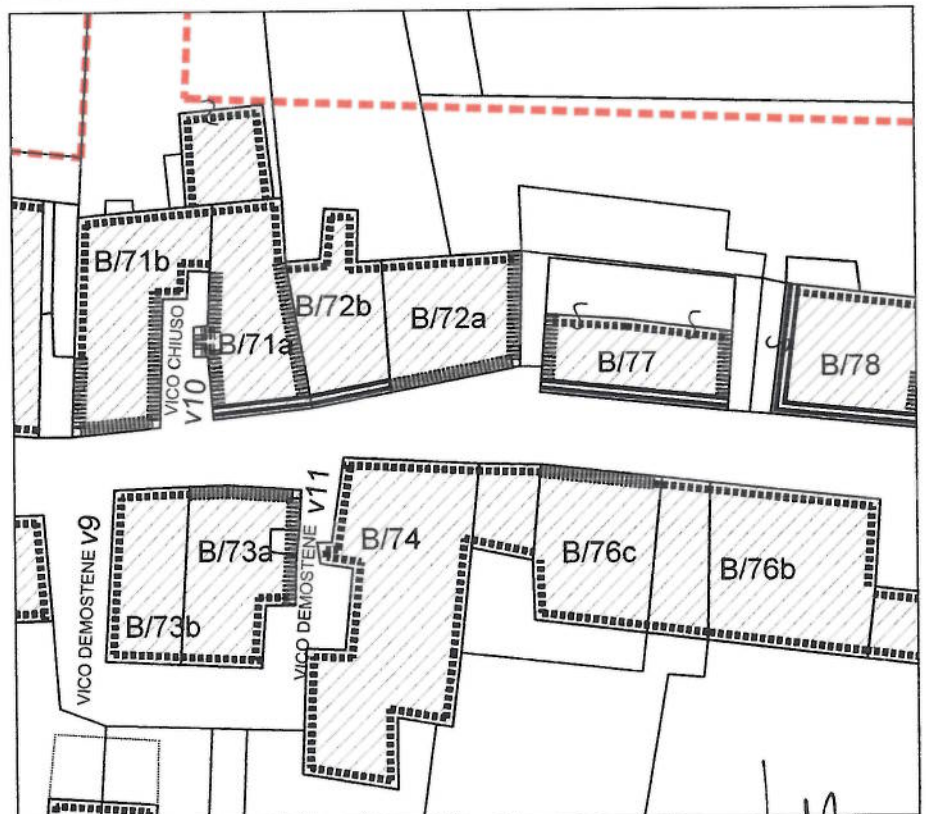 B/71b
B/72b
B/72a
B/71a
B/77
B/78
VICO CHIUSO
v10
VICO DEMOSTENE v9
B/73a
B/73b
VICO DEMOSTENE v11
B/74
B/76c
B/76b